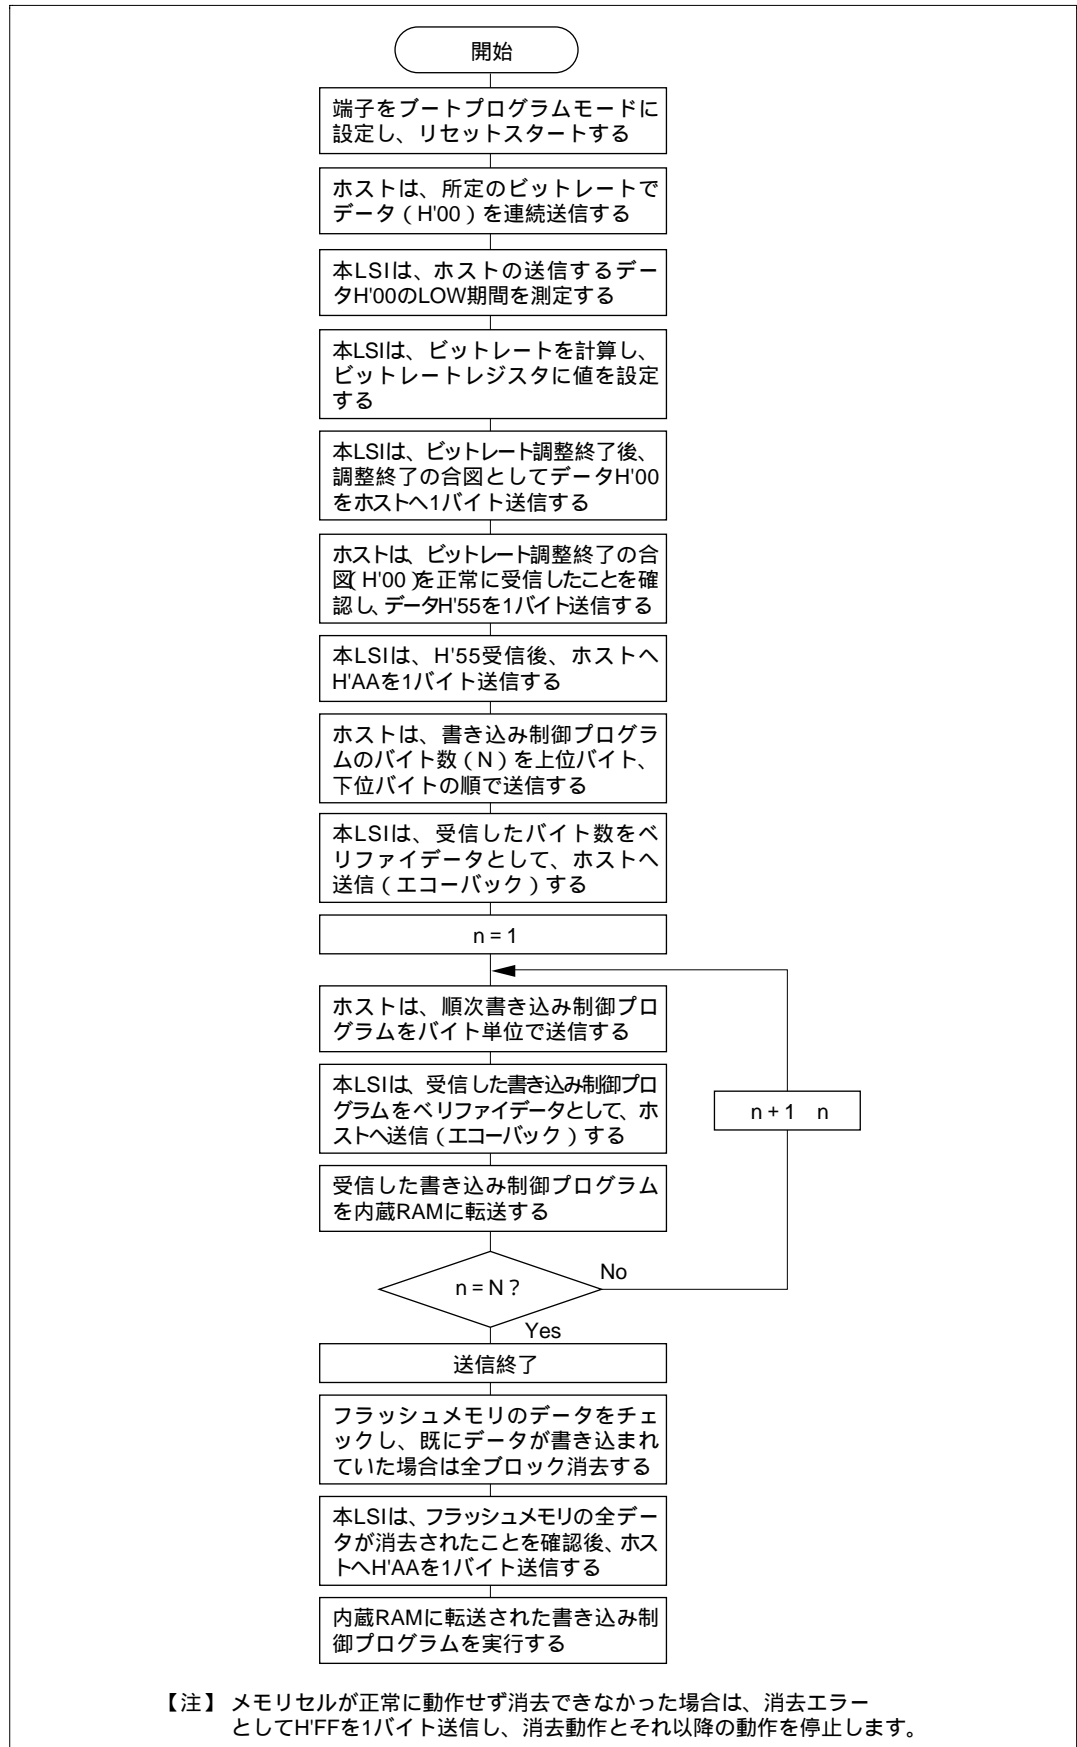 開始
端子をブートプログラムモードに
設定し、リセットスタートする
ホストは、所定のビットレートで
データ（H'00）を連続送信する
本LSIは、ホストの送信するデー
タH'00のLOW期間を測定する
本LSIは、ビットレートを計算し、
ビットレートレジスタに値を設定
する
本LSIは、ビットレート調整終了後、
調整終了の合図としてデータH'00
をホストへ1バイト送信する
ホストは、ビットレート調整終了の合
図（H'00）を正常に受信したことを確
認し、データH'55を1バイト送信する
本LSIは、H'55受信後、ホストへ
H'AAを1バイト送信する
ホストは、書き込み制御プログラ
ムのバイト数（N）を上位バイト、
下位バイトの順で送信する
本LSIは、受信したバイト数をベ
リファイデータとして、ホストへ
送信（エコーバック）する
n = 1
ホストは、順次書き込み制御プロ
グラムをバイト単位で送信する
本LSIは、受信した書き込み制御プロ
グラムをベリファイデータとして、ホ
ストへ送信（エコーバック）する
n + 1　n
受信した書き込み制御プログラム
を内蔵RAMに転送する
n = N？
No
Yes
送信終了
フラッシュメモリのデータをチェ
ックし、既にデータが書き込まれ
ていた場合は全ブロック消去する
本LSIは、フラッシュメモリの全デー
タが消去されたことを確認後、ホス
トへH'AAを1バイト送信する
内蔵RAMに転送された書き込み制
御プログラムを実行する
【注】 メモリセルが正常に動作せず消去できなかった場合は、消去エラー
としてH'FFを1バイト送信し、消去動作とそれ以降の動作を停止します。